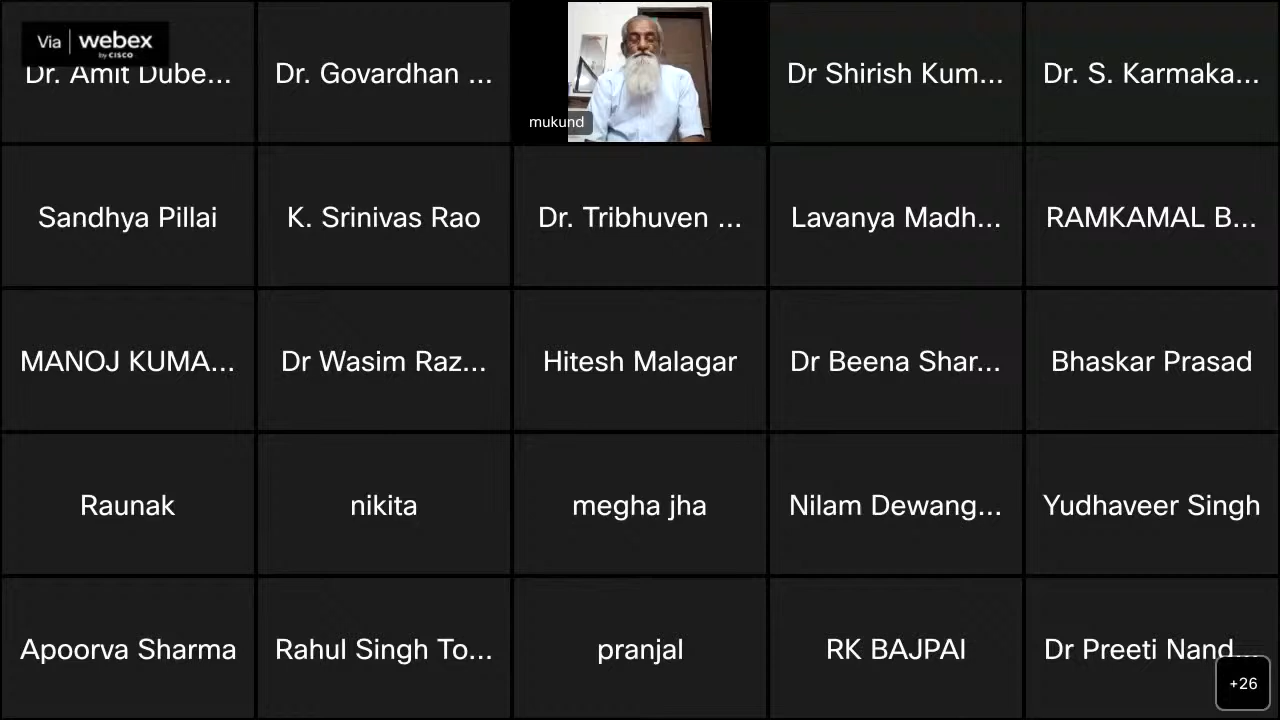 Via webex
by CISCO
Dr. Amit Dube...
Dr. Govardhan ...
mukund
Dr Shirish Kum...
Dr. S. Karmaka...
Sandhya Pillai
K. Srinivas Rao
Dr. Tribhuven ...
Lavanya Madh...
RAMKAMAL B...
MANOJ KUMA...
Dr Wasim Raz...
Hitesh Malagar
Dr Beena Shar...
Bhaskar Prasad
Raunak
nikita
megha jha
Nilam Dewang...
Yudhaveer Singh
Apoorva Sharma
Rahul Singh To...
pranjal
RK BAJPAI
Dr Preeti Nand...
+26